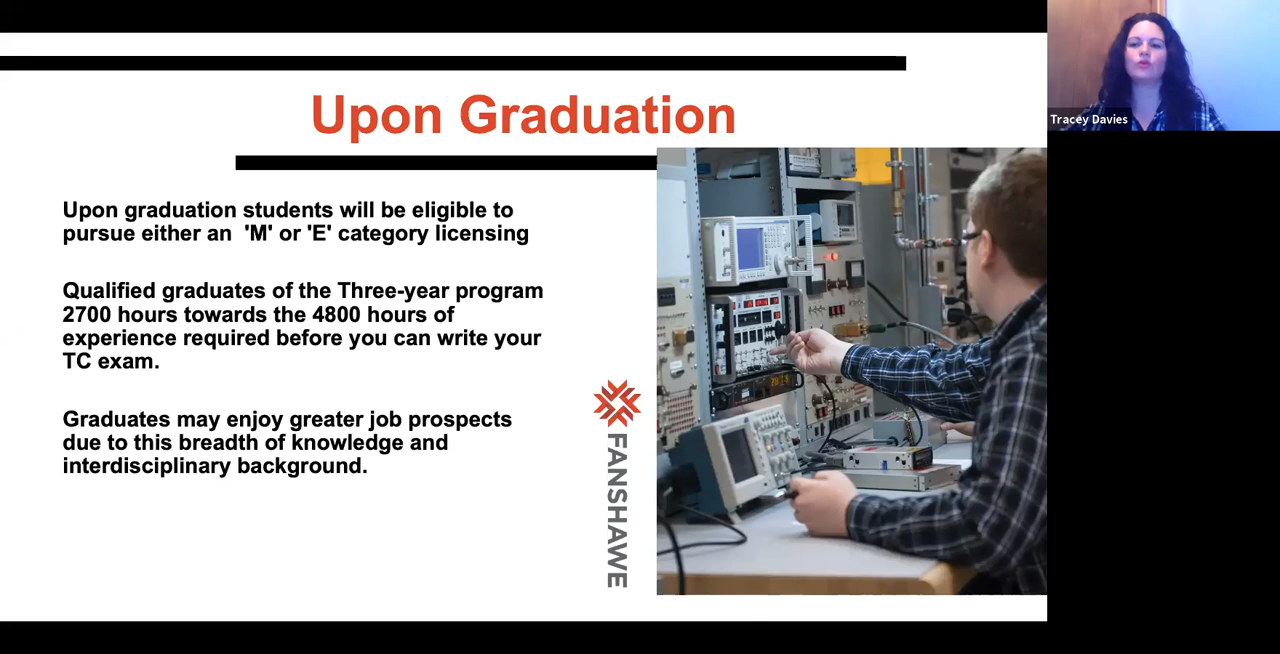 Upon Graduation
Tracey Davies
Upon graduation students will be eligible to
pursue either an 'M' or 'E' category licensing
Qualified graduates of the Three-year program
2700 hours towards the 4800 hours of
experience required before you can write your
TC exam.
Graduates may enjoy greater job prospects
due to this breadth of knowledge and
interdisciplinary background.
FANSHAWE